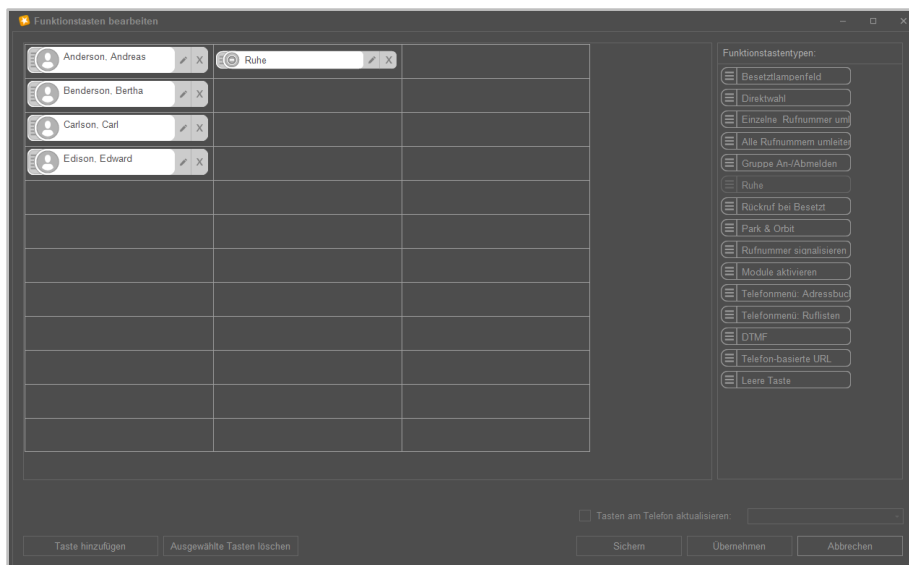 Funktionstasten bearbeiten
Anderson, Andreas
Ruhe
Benderson, Bertha
Carlson, Carl
Edison, Edward
Funktionstastentypen:
Besetztlampenfeld
Direktwahl
Einzelne Rufnummer uml
Alle Rufnummern umleiten
Gruppe An-/Abmelden
Ruhe
Rückruf bei Besetzt
Park & Orbit
Rufnummer signalisieren
Module aktivieren
Telefonmenü: Adressbuc
Telefonmenü: Ruflisten
DTMF
Telefon-basierte URL
Leere Taste
Tasten am Telefon aktualisieren:
Taste hinzufügen
Ausgewählte Tasten löschen
Sichern
Übernehmen
Abbrechen